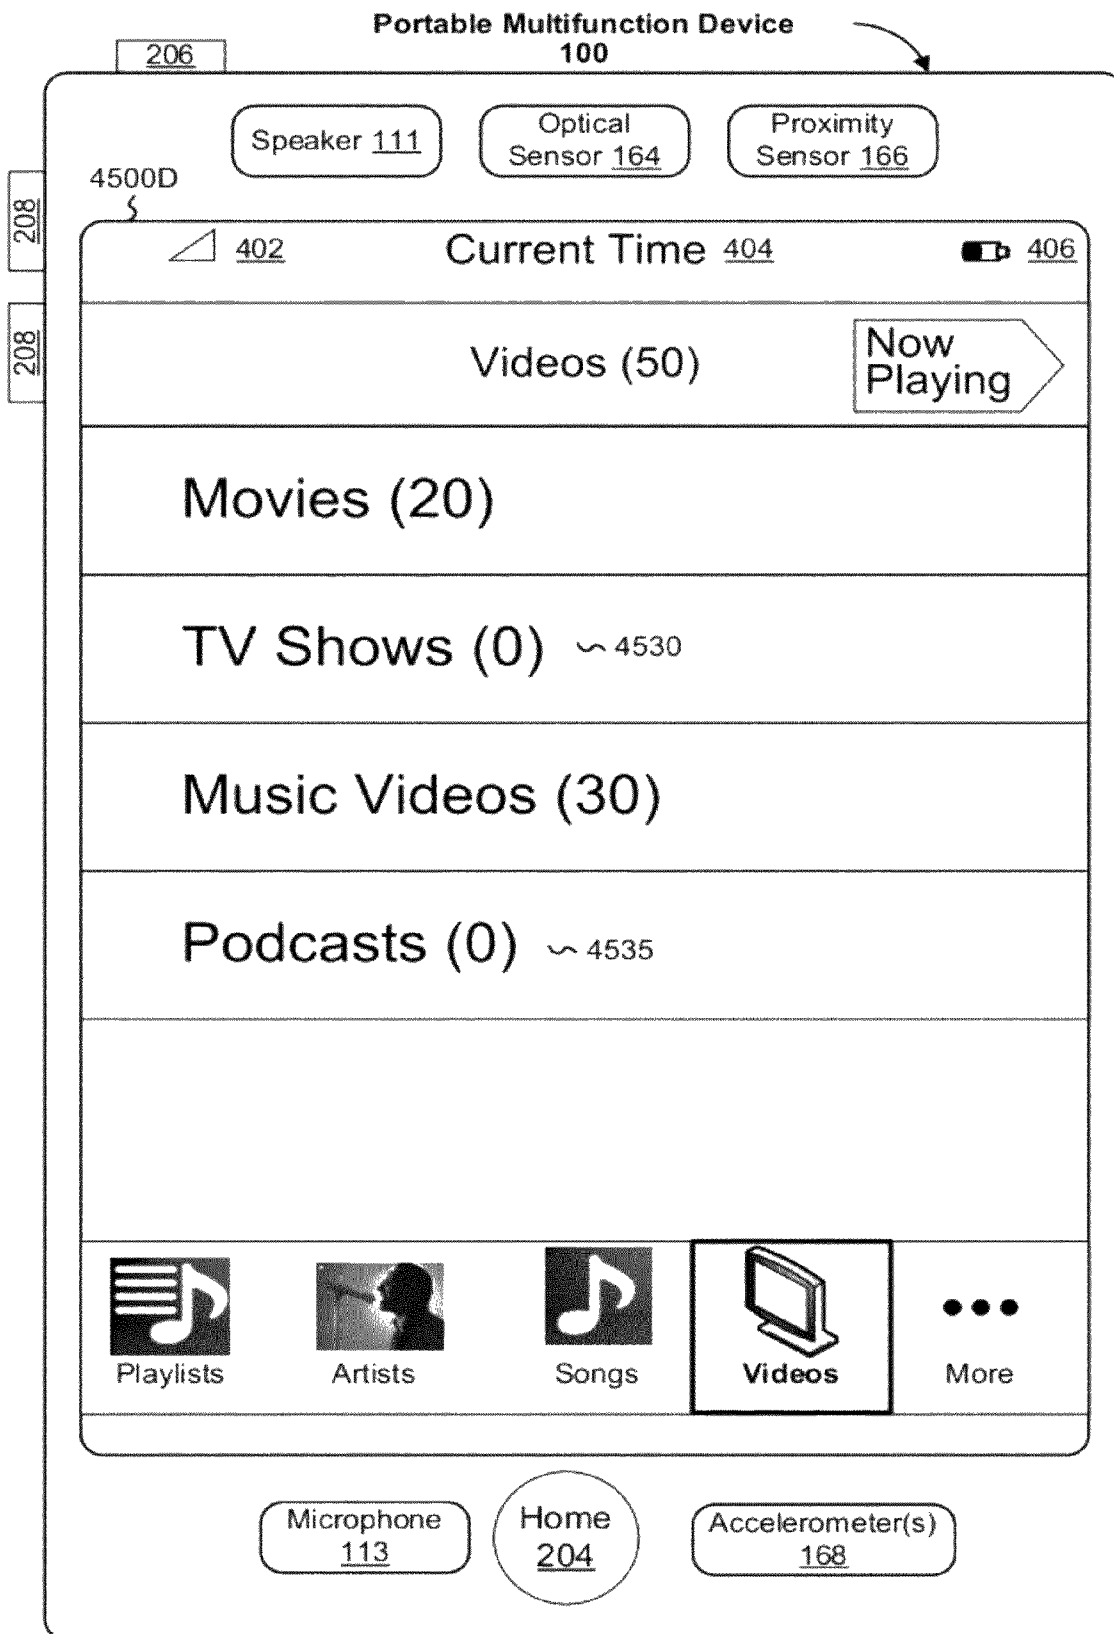 Portable Multifunction Device
100
206
Speaker 111
Optical
Sensor 164
Proximity
Sensor 166
4500D
208
208
402
Current Time 404
406
Videos (50)
Now
Playing
Movies (20)
TV Shows (0)
4530
Music Videos (30)
Podcasts (0)
4535
Playlists
Artists
Songs
Videos
More
Microphone
113
Home
204
Accelerometer(s)
168